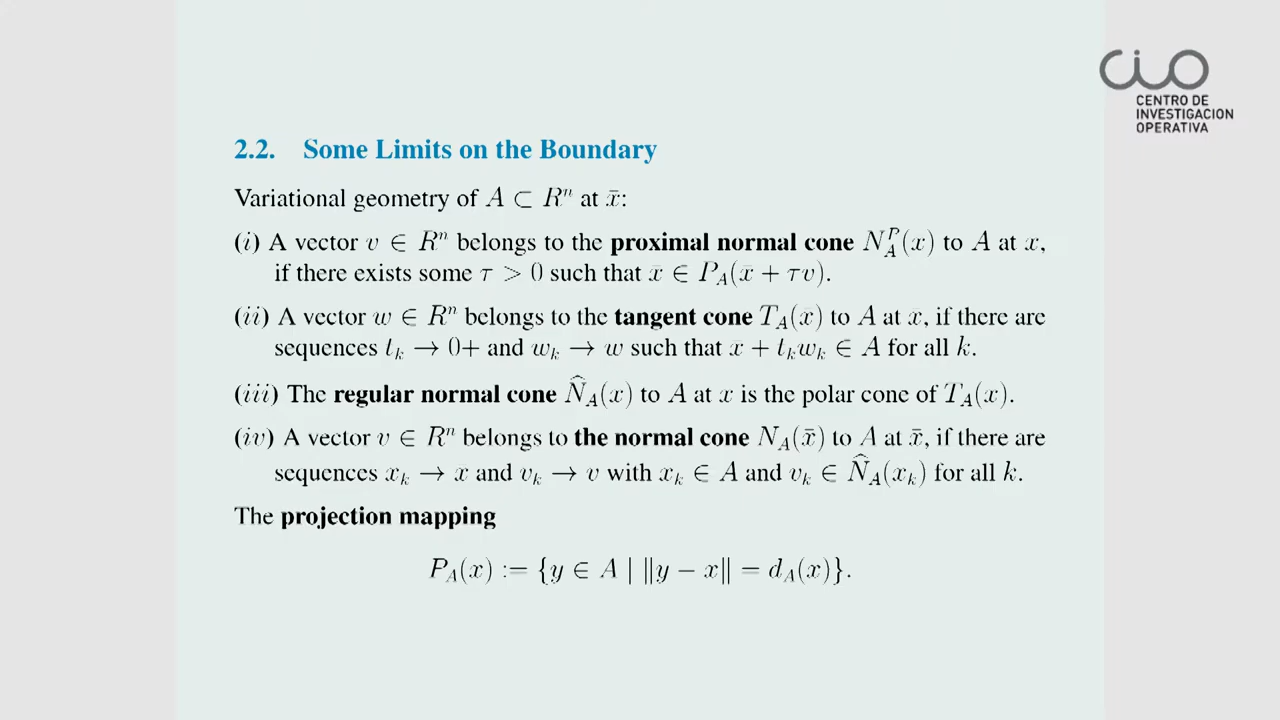 CIO
CENTRO DE
INVESTIGACION
OPERATIVA
2.2. Some Limits on the Boundary
Variational geometry of A ⊂ Rⁿ at x̄:
(i) A vector v ∈ Rⁿ belongs to the proximal normal cone N_A^P(x) to A at x,
if there exists some τ > 0 such that x ∈ P_A(x + τv).
(ii) A vector w ∈ Rⁿ belongs to the tangent cone T_A(x) to A at x, if there are
sequences t_k → 0+ and w_k → w such that x + t_k w_k ∈ A for all k.
(iii) The regular normal cone N̂_A(x) to A at x is the polar cone of T_A(x).
(iv) A vector v ∈ Rⁿ belongs to the normal cone N_A(x̄) to A at x̄, if there are
sequences x_k → x and v_k → v with x_k ∈ A and v_k ∈ N̂_A(x_k) for all k.
The projection mapping
P_A(x) := {y ∈ A | ‖y − x‖ = d_A(x)}.